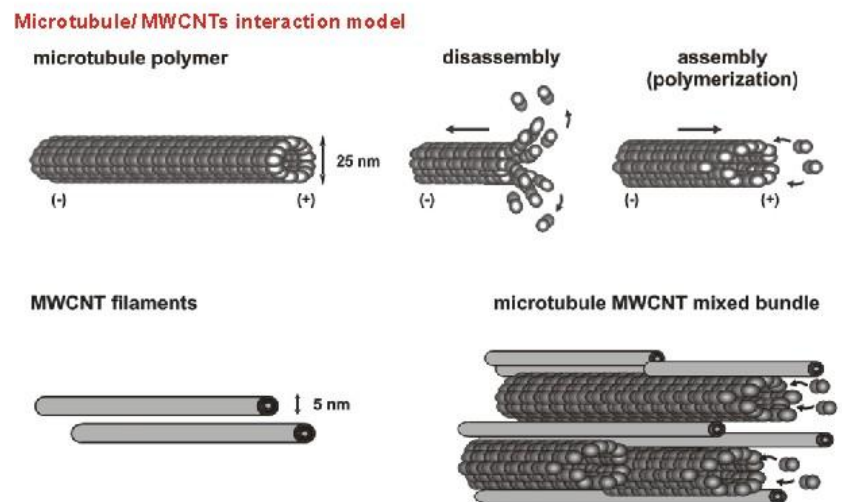 Microtubule/ MWCNTs interaction model
microtubule polymer
disassembly
assembly
(polymerization)
25 nm
(-)
(+)
(-)
(-)
(+)
MWCNT filaments
microtubule MWCNT mixed bundle
5 nm